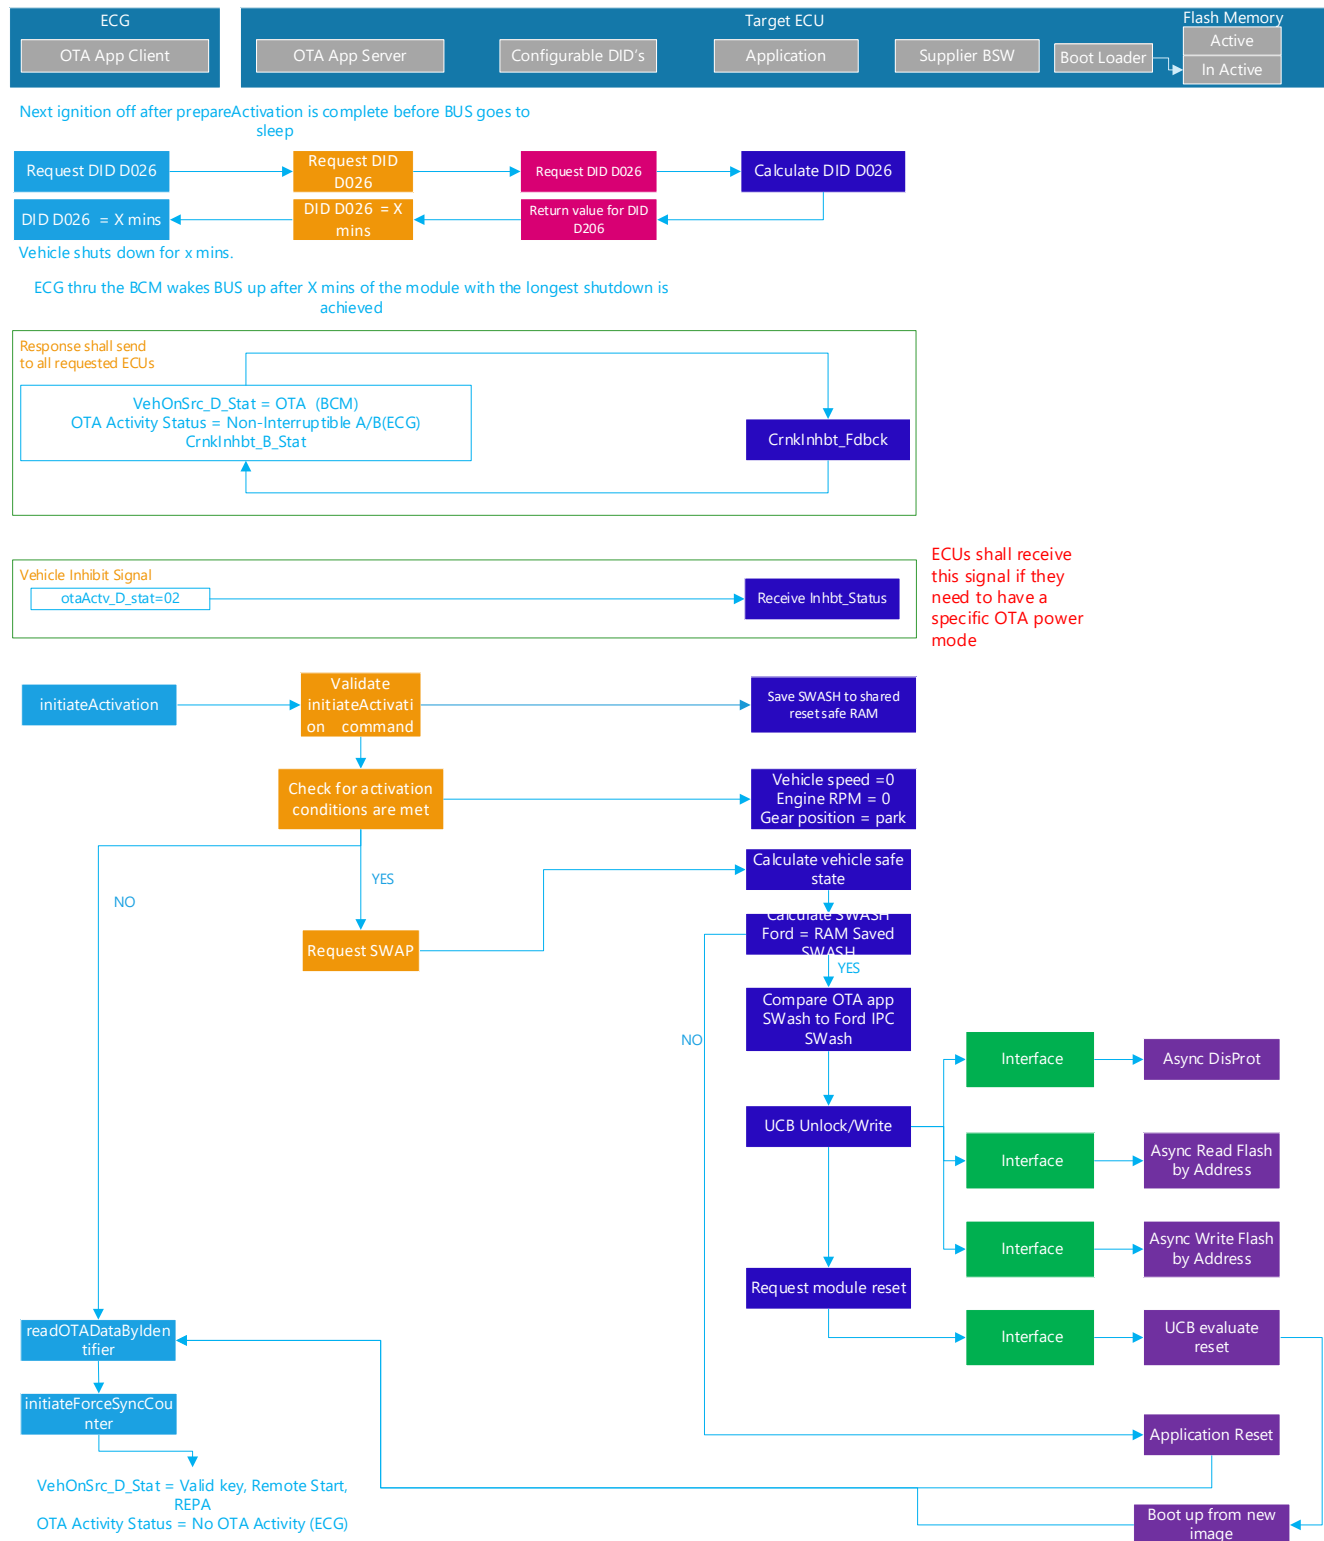 ECG
Target ECU
Flash Memory
OTA App Client
OTA App Server
Configurable DID's
Application
Supplier BSW
Boot Loader
Active
In Active
Next ignition off after prepareActivation is complete before BUS goes to
sleep
Request DID D026
Request DID
D026
Request DID D026
Calculate DID D026
DID D026 = X mins
DID D026 = X
mins
Return value for DID
D206
Vehicle shuts down for x mins.
ECG thru the BCM wakes BUS up after X mins of the module with the longest shutdown is
achieved
Response shall send
to all requested ECUs
VehOnSrc_D_Stat = OTA (BCM)
OTA Activity Status = Non-Interruptible A/B(ECG)
CrnkInhbt_B_Stat
CrnkInhbt_Fdbck
Vehicle Inhibit Signal
otaActv_D_stat=02
Receive Inhbt_Status
ECUs shall receive
this signal if they
need to have a
specific OTA power
mode
initiateActivation
Validate
initiateActivati
on command
Save SWASH to shared
reset safe RAM
Check for activation
conditions are met
Vehicle speed =0
Engine RPM = 0
Gear position = park
NO
YES
Calculate vehicle safe
state
Request SWAP
Calculate SWASH
Ford = RAM Saved
SWASH
YES
NO
Compare OTA app
SWash to Ford IPC
SWash
Interface
Async DisProt
UCB Unlock/Write
Interface
Async Read Flash
by Address
Interface
Async Write Flash
by Address
Request module reset
Interface
UCB evaluate
reset
readOTADataByIden
tifier
initiateForceSyncCou
nter
Application Reset
VehOnSrc_D_Stat = Valid key, Remote Start,
REPA
OTA Activity Status = No OTA Activity (ECG)
Boot up from new
image